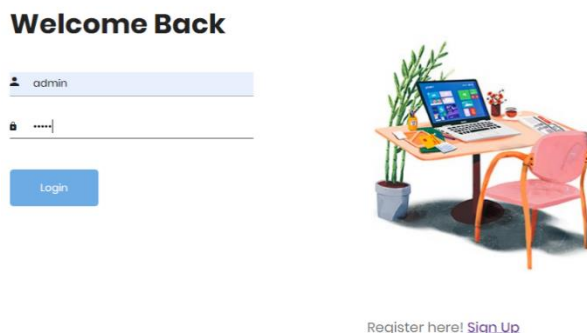 Welcome Back
admin
•••••
Login
Register here! Sign Up